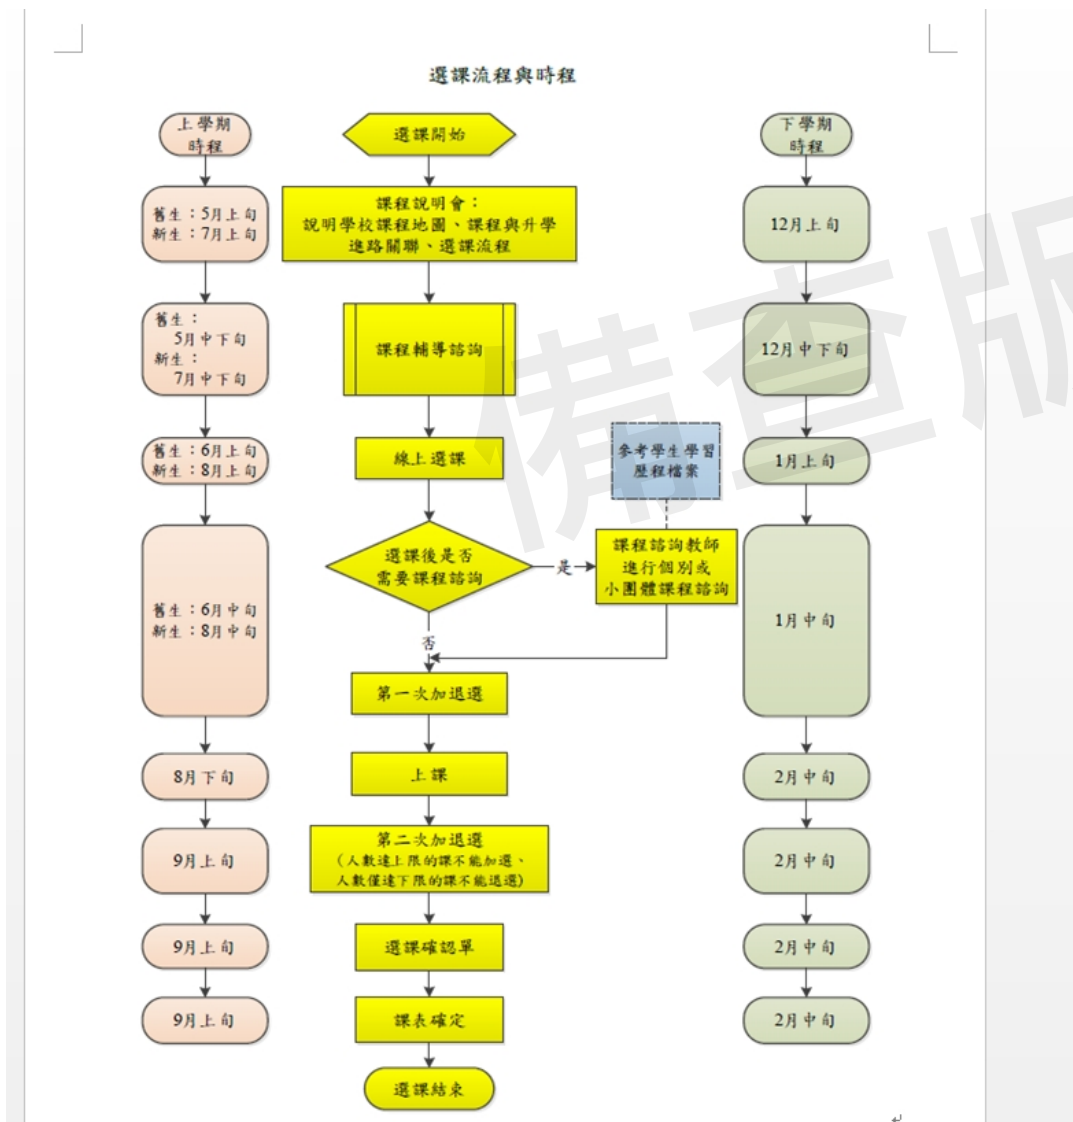 選課流程與時程
上學期
時程
選課開始
下學期
時程
舊生：5月上旬
新生：7月上旬
課程說明會：
說明學校課程地圖、課程與升學
進路關聯、選課流程
12月上旬
舊生：
5月中下旬
新生：
7月中下旬
課程輔導諮詢
12月中下旬
舊生：6月上旬
新生：8月上旬
線上選課
參考學生學習
歷程檔案
1月上旬
舊生：6月中旬
新生：8月中旬
選課後是否
需要課程諮詢
是
課程諮詢教師
進行個別或
小團體課程諮詢
1月中旬
否
第一次加退選
8月下旬
上課
2月中旬
9月上旬
第二次加退選
(人數達上限的課不能加選、
人數僅達下限的課不能退選)
2月中旬
9月上旬
選課確認單
2月中旬
9月上旬
課表確定
2月中旬
選課結束
備查版